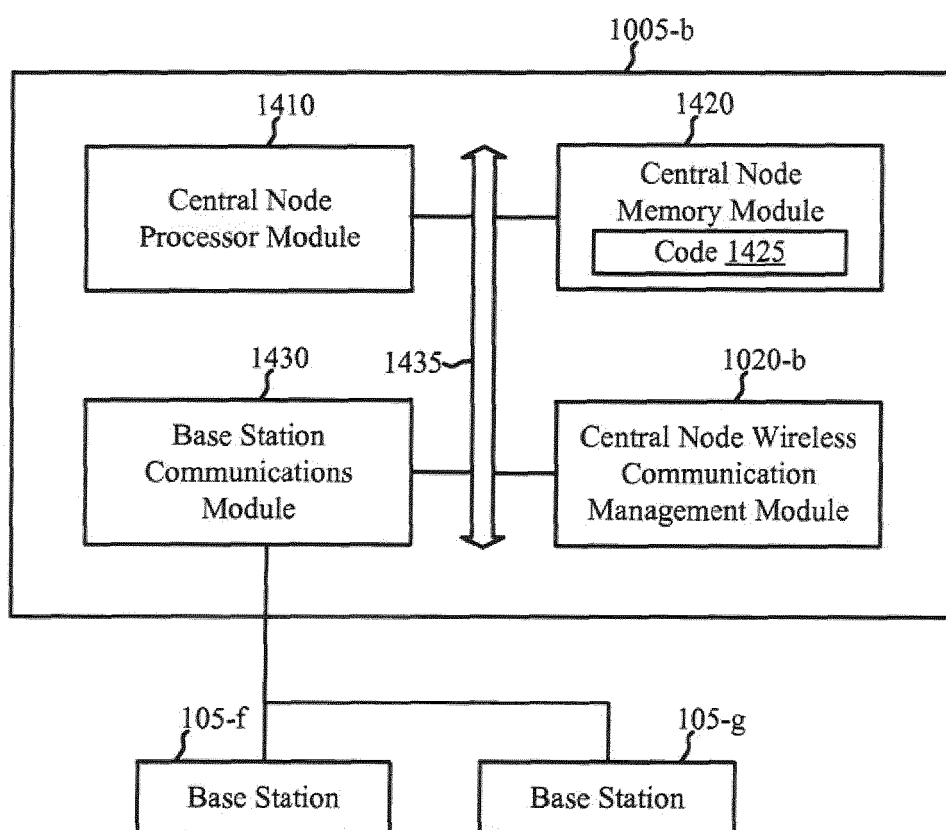 1005-b
1410
1420
Central Node
Processor Module
Central Node
Memory Module
Code 1425
1430
1435
1020-b
Base Station
Communications
Module
Central Node Wireless
Communication
Management Module
105-f
105-g
Base Station
Base Station